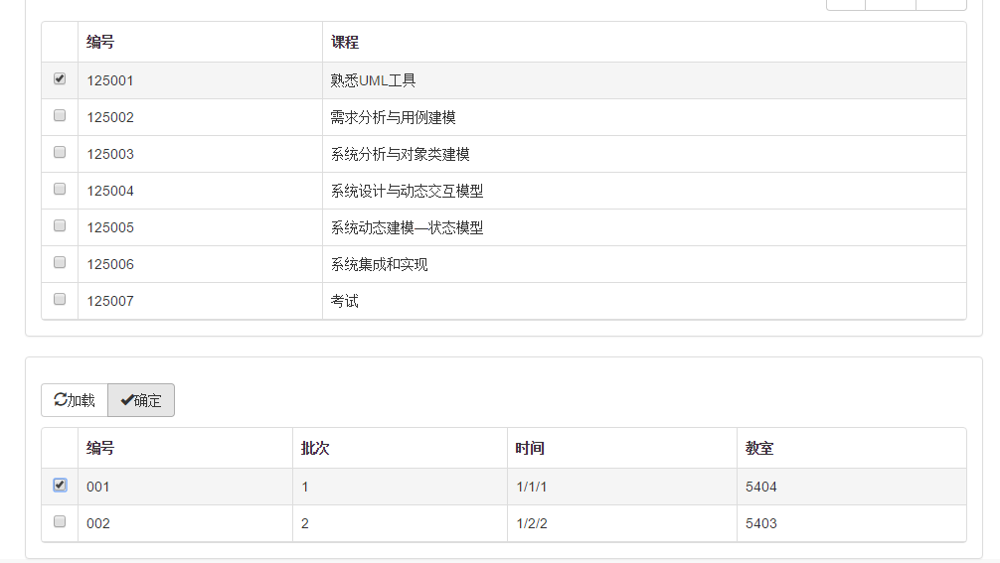 编号 课程
125001 熟悉UML工具
125002 需求分析与用例建模
125003 系统分析与对象类建模
125004 系统设计与动态交互模型
125005 系统动态建模—状态模型
125006 系统集成和实现
125007 考试
加载 确定
编号 批次 时间 教室
001 1 1/1/1 5404
002 2 1/2/2 5403